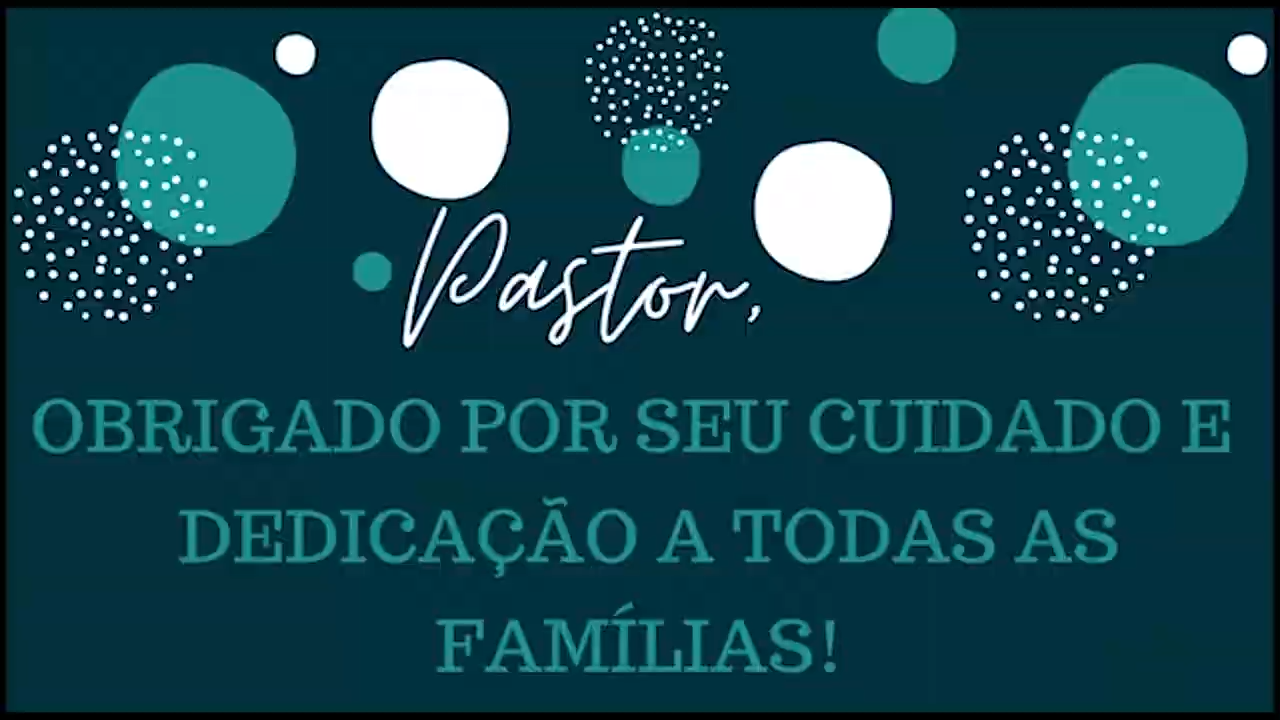 Pastor,
OBRIGADO POR SEU CUIDADO E
DEDICAÇÃO A TODAS AS
FAMÍLIAS!